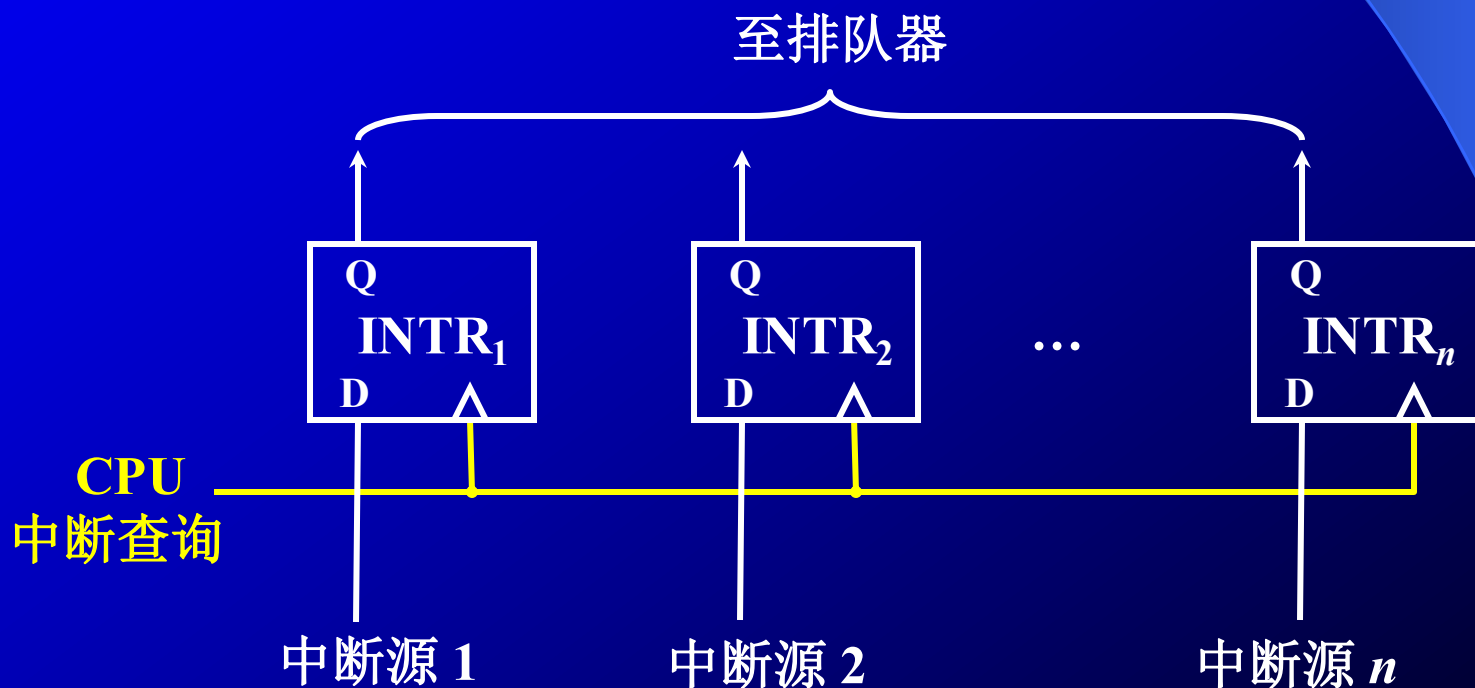 至排队器
Q Q Q
INTR1 INTR2 … INTRn
D D D
CPU
中断查询
中断源 1 中断源 2 中断源 n